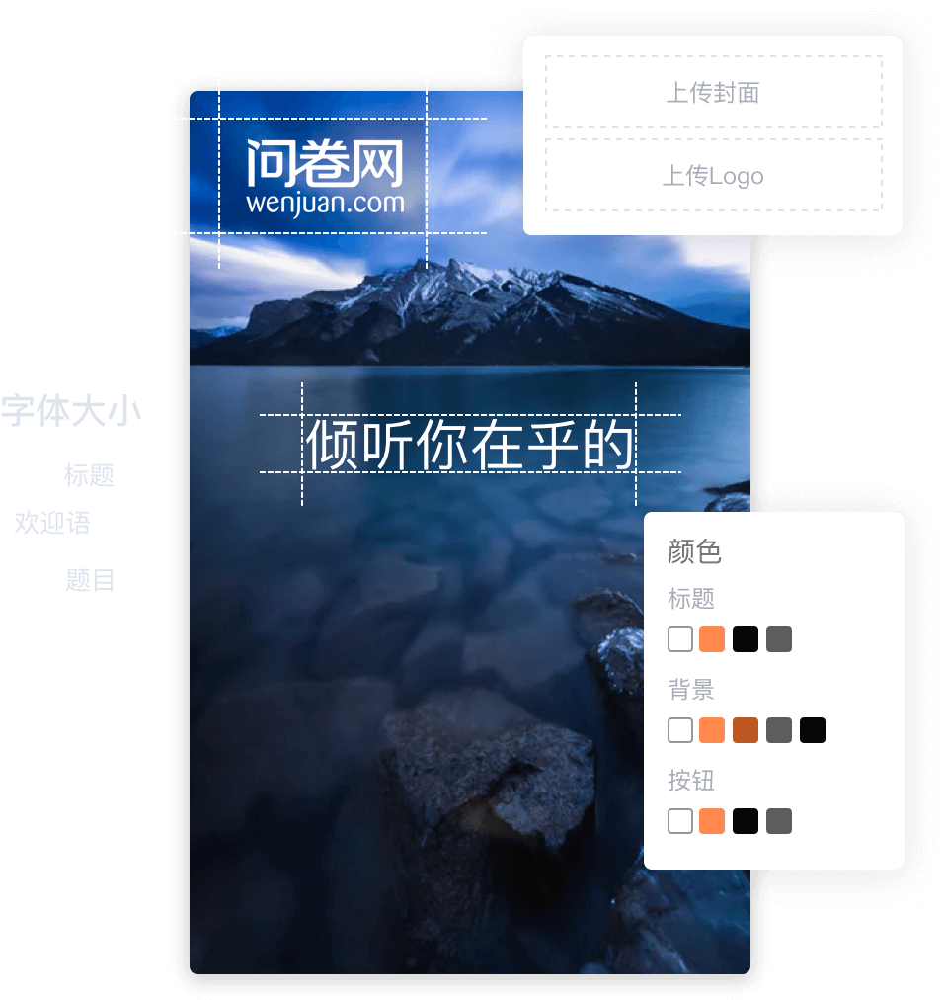 上传封面
上传Logo
问卷网
wenjuan.com
字体大小
标题
欢迎语
题目
倾听你在乎的
颜色
标题
背景
按钮